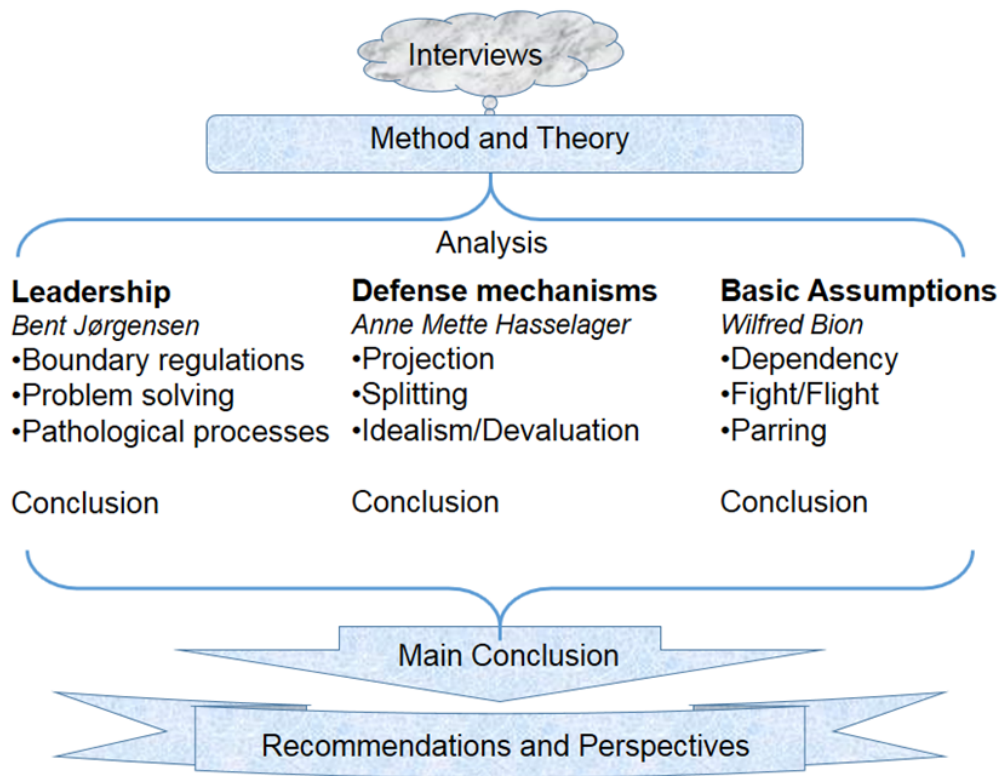 Interviews
Method and Theory
Analysis
Leadership
Bent Jørgensen
•Boundary regulations
•Problem solving
•Pathological processes
Conclusion
Defense mechanisms
Anne Mette Hasselager
•Projection
•Splitting
•Idealism/Devaluation
Conclusion
Basic Assumptions
Wilfred Bion
•Dependency
•Fight/Flight
•Parring
Conclusion
Main Conclusion
Recommendations and Perspectives